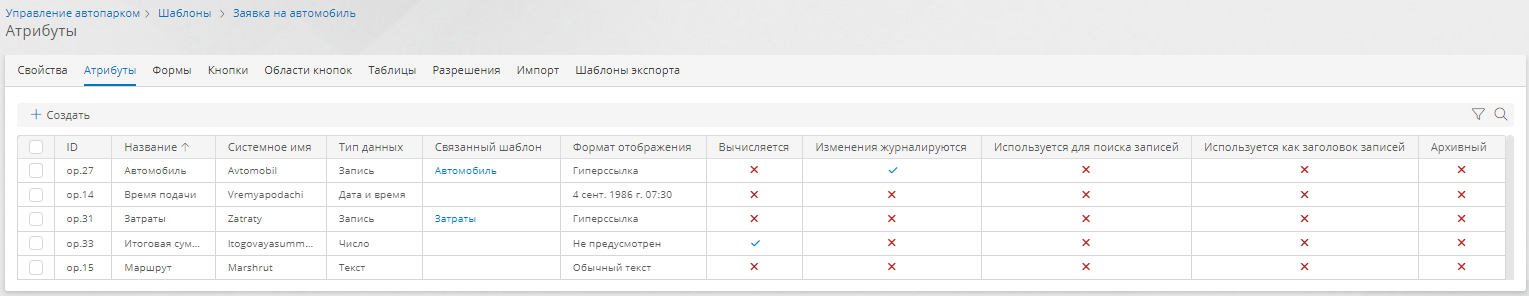 Управление автопарком > Шаблоны > Заявка на автомобиль
Атрибуты
Свойства Атрибуты Формы Кнопки Области кнопок Таблицы Разрешения Импорт Шаблоны экспорта
+ Создать
ID Название ↑ Системное имя Тип данных Связанный шаблон Формат отображения Вычисляется Изменения журналируются Используется для поиска записей Используется как заголовок записей Архивный
op.27 Автомобиль Avtomobil Запись Автомобиль Гиперссылка
op.14 Время подачи Vremyapodachi Дата и время 4 сент. 1986 г. 07:30
op.31 Затраты Zatraty Запись Затраты Гиперссылка
op.33 Итоговая сум... Itogovayasumm... Число Не предусмотрен
op.15 Маршрут Marshrut Текст Обычный текст